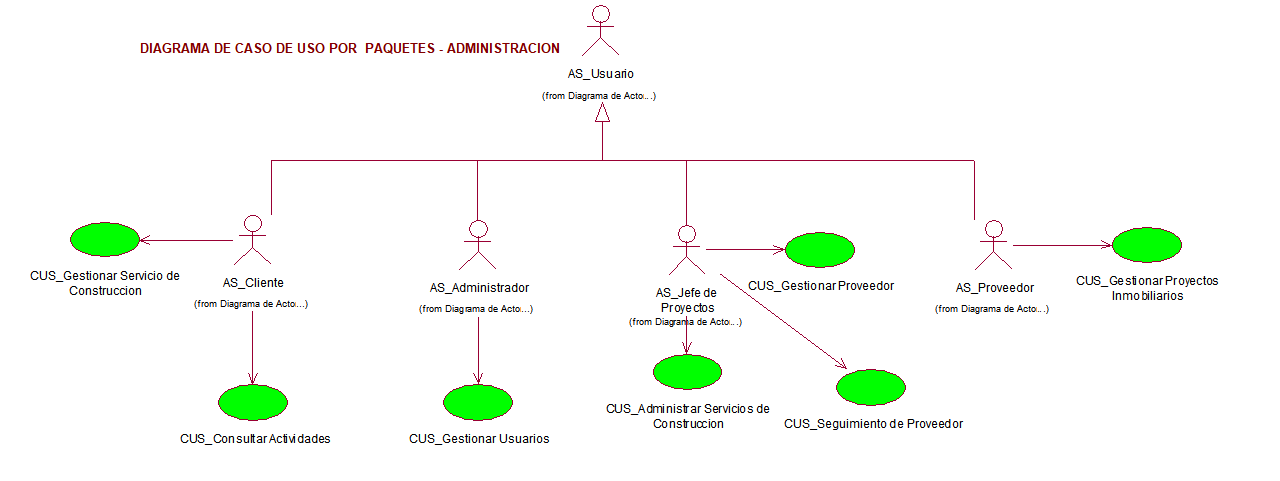 DIAGRAMA DE CASO DE USO POR PAQUETES - ADMINISTRACION
AS_Usuario
(from Diagrama de Acto...)
CUS_Gestionar Servicio de
Construccion
AS_Cliente
(from Diagrama de Acto...)
AS_Administrador
(from Diagrama de Acto...)
AS_Jefe de
Proyectos
(from Diagrama de Acto...)
CUS_Gestionar Proveedor
AS_Proveedor
(from Diagrama de Acto...)
CUS_Gestionar Proyectos
Inmobiliarios
CUS_Consultar Actividades
CUS_Gestionar Usuarios
CUS_Administrar Servicios de
Construccion
CUS_Seguimiento de Proveedor